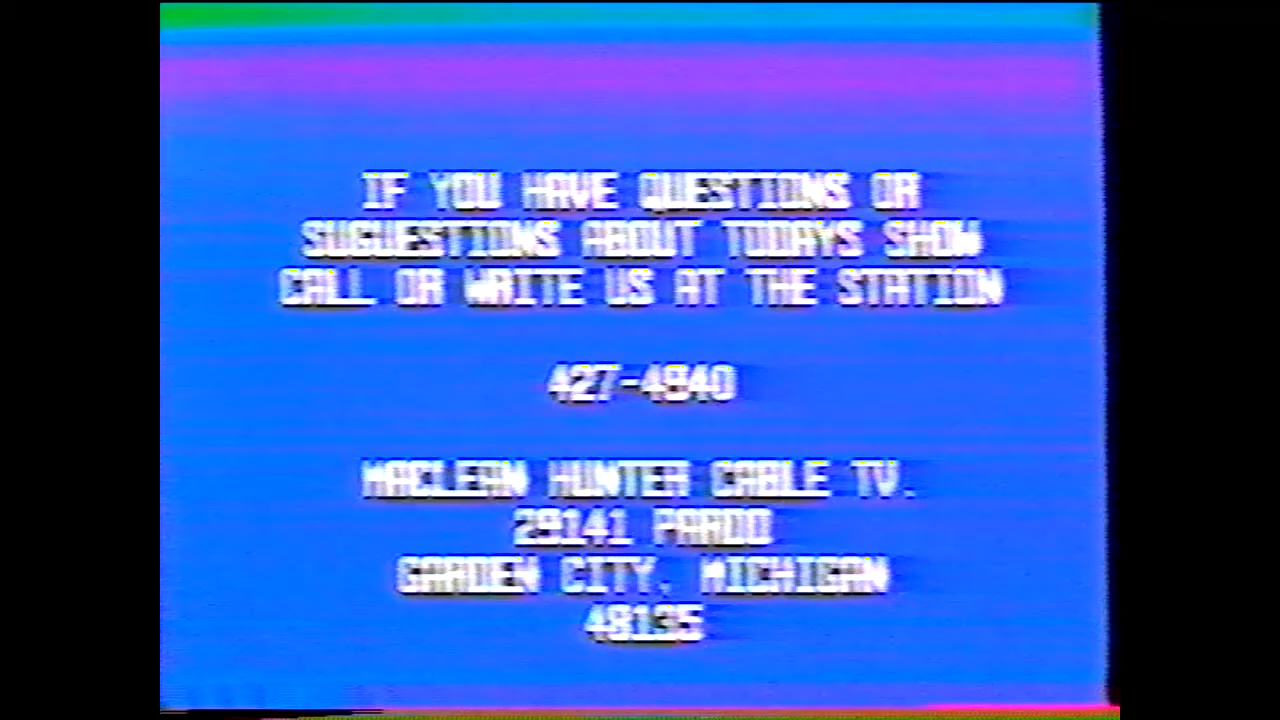 IF YOU HAVE QUESTIONS OR
SUGUESTIONS ABOUT TODAYS SHOW
CALL OR WRITE US AT THE STATION
427-4940
MACLEAN HUNTER CABLE TV.
29141 PARDO
GARDEN CITY, MICHIGAN
48135